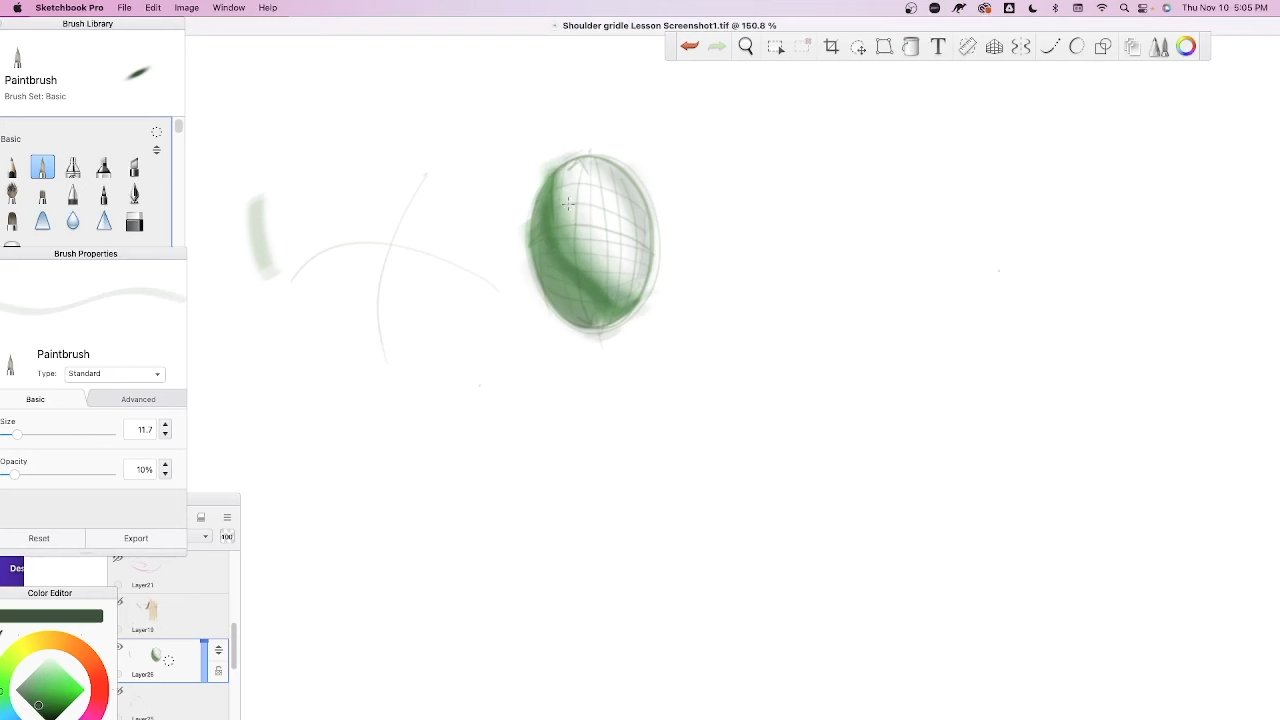 Sketchbook Pro File Edit Image Window Help
Thu Nov 10 5:05 PM
Brush Library
Shoulder gridle Lesson Screenshot1.tif @ 150.8 %
Paintbrush
Brush Set: Basic
Basic
Brush Properties
Paintbrush
Type: Standard
Basic Advanced
Size
11.7
Opacity
10%
Reset Export
100
Des
Layer21
Color Editor
Layer19
Layer26